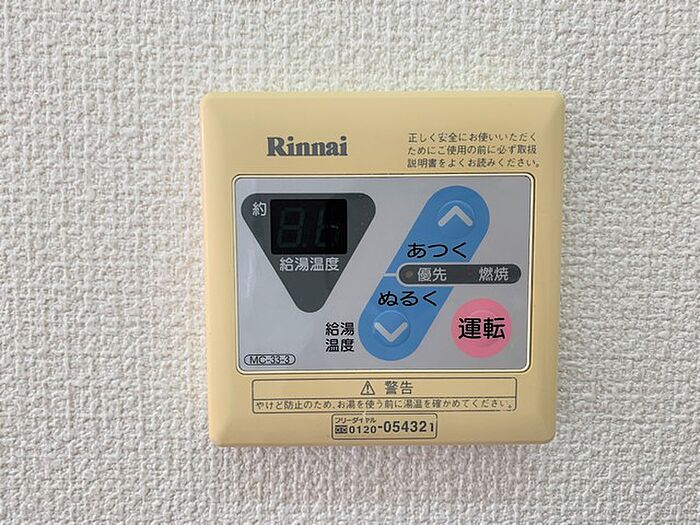 Rinnai
正しく安全にお使いいただく
ためにご使用の前に必ず取扱
説明書をよくお読みください。
約
給湯温度
あつく
優先 燃焼
ぬるく
給湯
温度
運転
MC-33-3
⚠ 警告
やけど防止のため、お湯を使う前に湯温を確かめてください。
フリーダイヤル
0120-054321